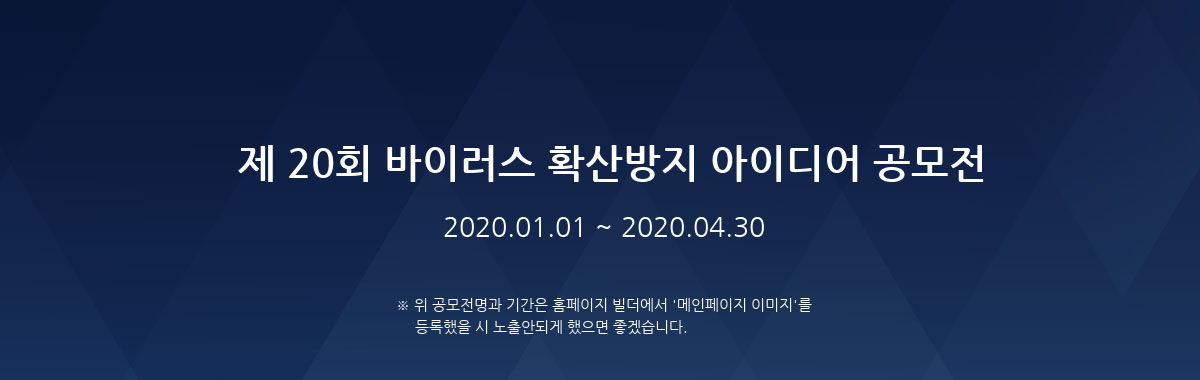 제 20회 바이러스 확산방지 아이디어 공모전
2020.01.01 ~ 2020.04.30
※ 위 공모전명과 기간은 홈페이지 빌더에서 '메인페이지 이미지'를
등록했을 시 노출안되게 했으면 좋겠습니다.